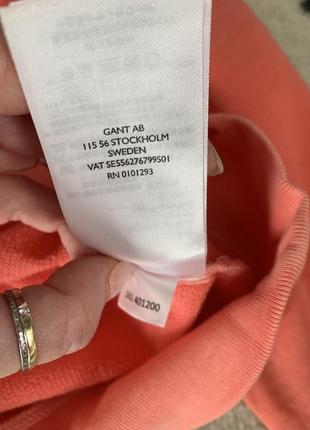 GANT AB
115 56 STOCKHOLM
SWEDEN
VAT SE556276799501
RN 0101293
401200